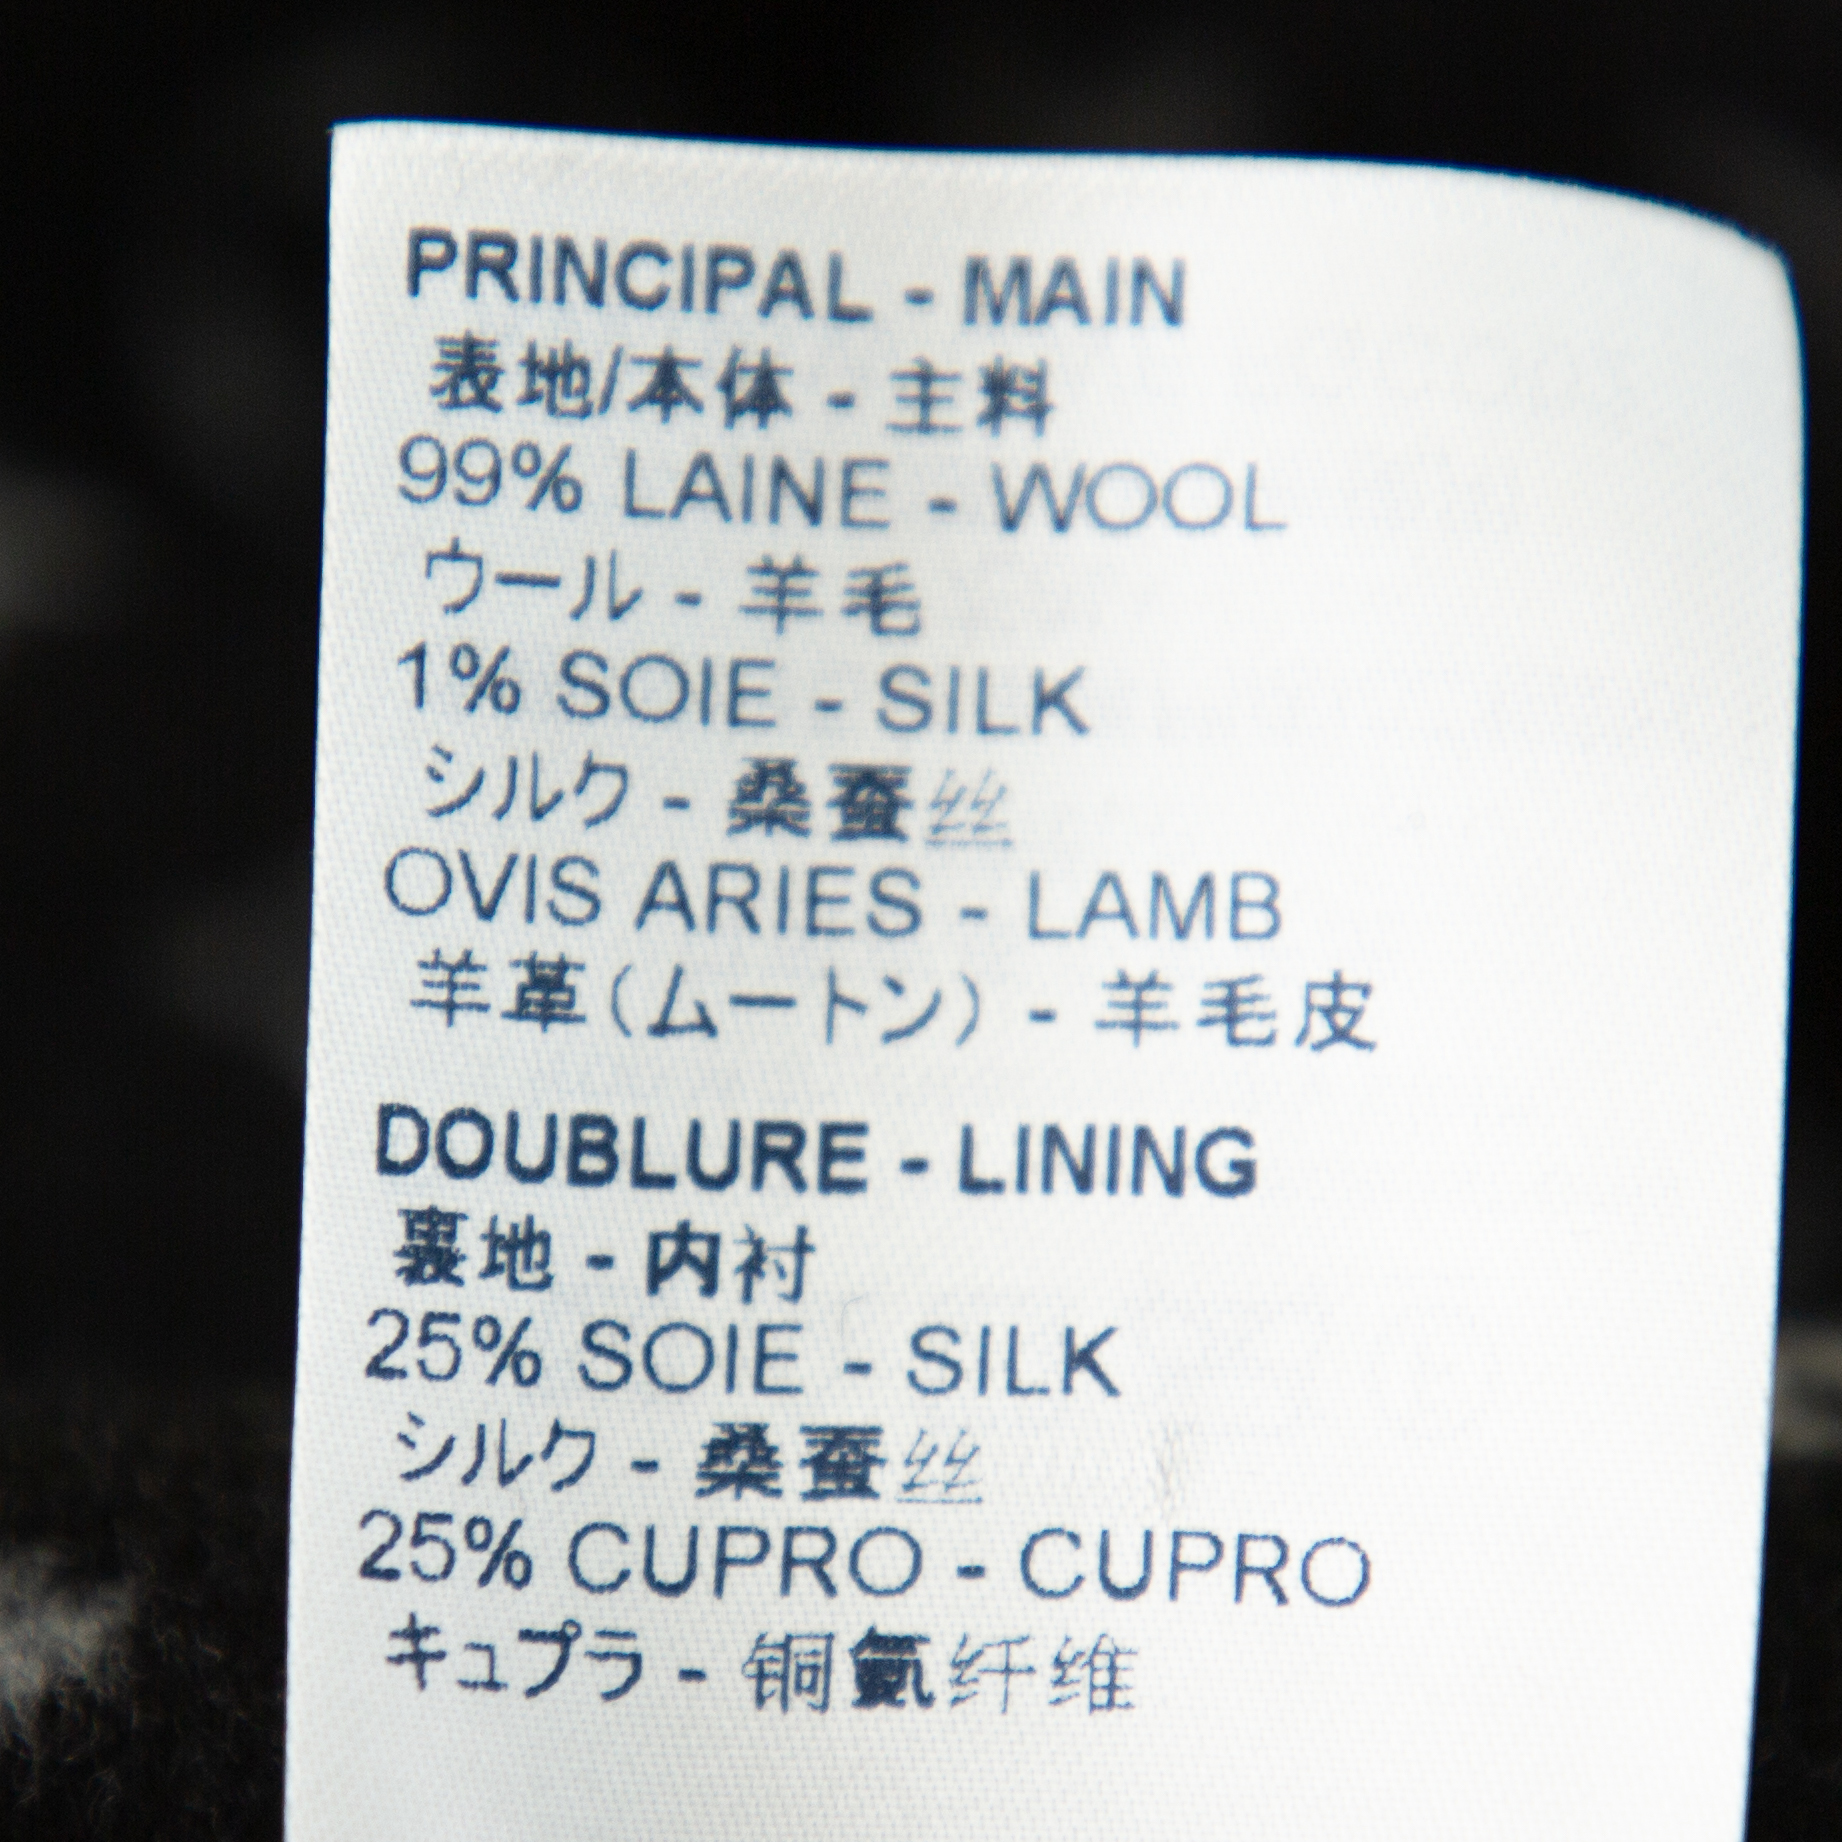 PRINCIPAL - MAIN
表地/本体 - 主料
99% LAINE - WOOL
ウール - 羊毛
1% SOIE - SILK
シルク - 桑蚕丝
OVIS ARIES - LAMB
羊革(ムートン) - 羊毛皮
DOUBLURE - LINING
裏地 - 内衬
25% SOIE - SILK
シルク - 桑蚕丝
25% CUPRO - CUPRO
キュプラ - 铜氨纤维